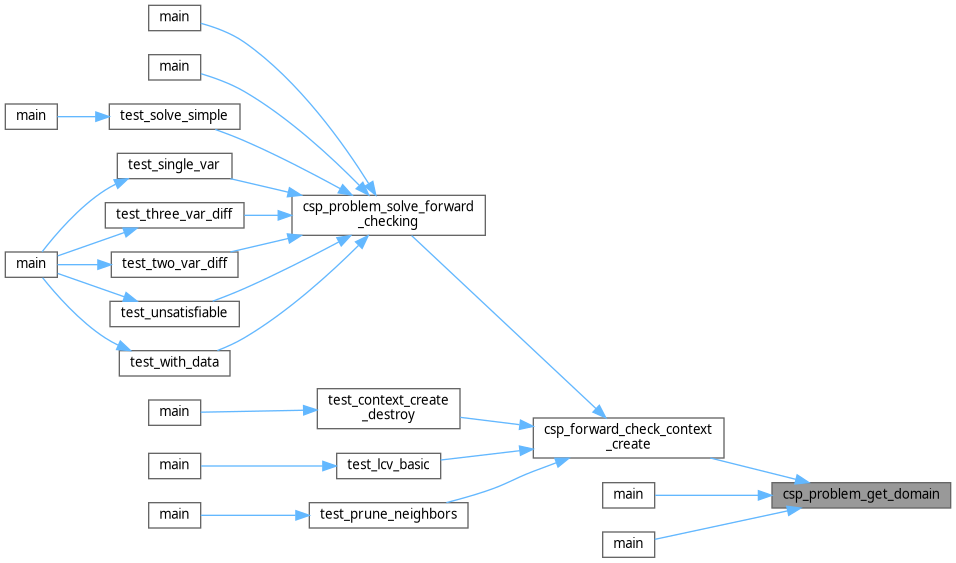 main
main
main
test_solve_simple
test_single_var
csp_problem_solve_forward
_checking
test_three_var_diff
main
test_two_var_diff
test_unsatisfiable
test_with_data
main
test_context_create
_destroy
csp_forward_check_context
_create
main
test_lcv_basic
main
csp_problem_get_domain
main
test_prune_neighbors
main